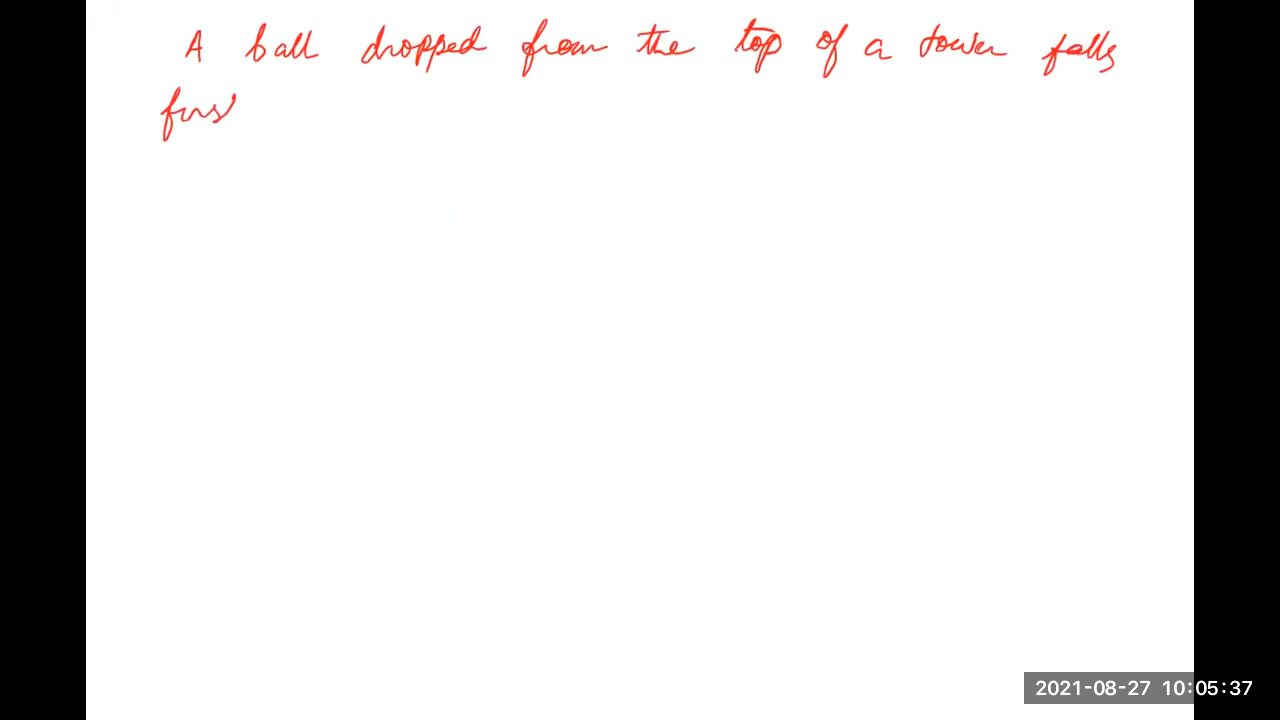 A ball dropped from the top of a tower falls
firs
2021-08-27 10:05:37